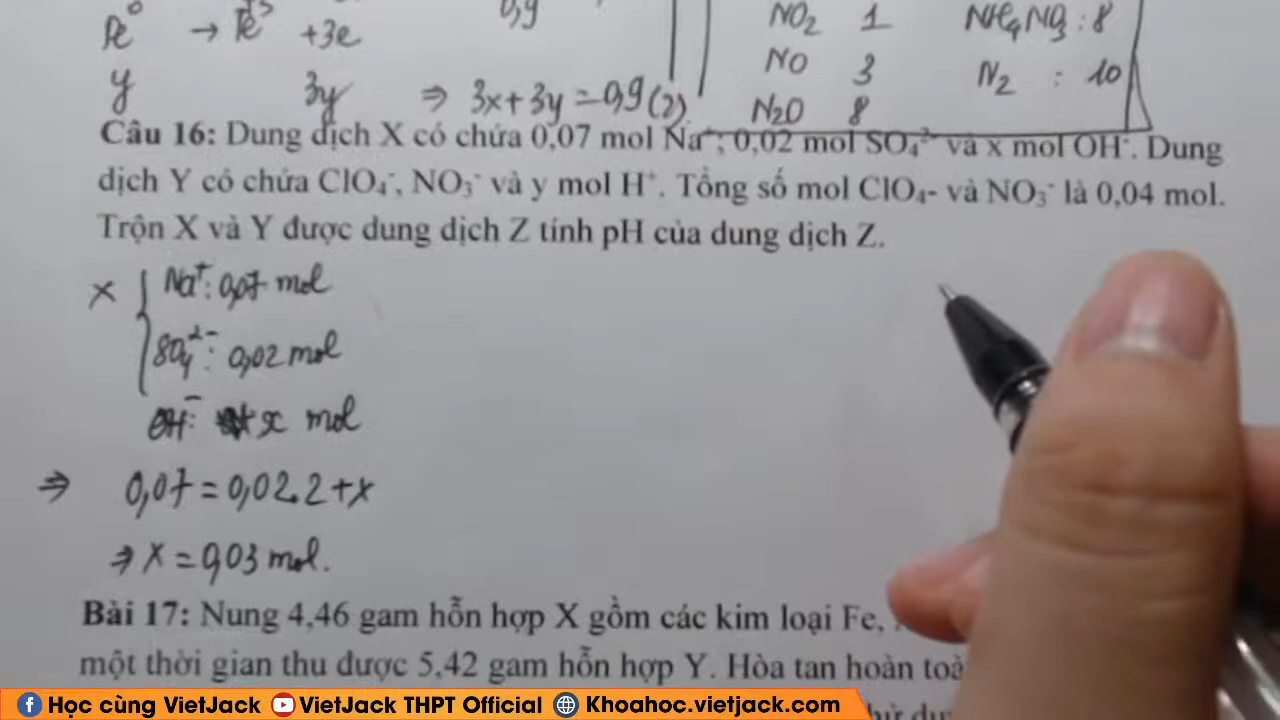 Fe⁰ → Fe⁺³ +3e 0,9
y 3y ⇒ 3x+3y=0,9(2)
NO₂ 1 NH₄NO₃ : 8
NO 3 N₂ : 10
N₂O 8
Câu 16: Dung dịch X có chứa 0,07 mol Na⁺; 0,02 mol SO₄²⁻ và x mol OH⁻. Dung
dịch Y có chứa ClO₄⁻, NO₃⁻ và y mol H⁺. Tổng số mol ClO₄- và NO₃⁻ là 0,04 mol.
Trộn X và Y được dung dịch Z tính pH của dung dịch Z.
X { Na⁺: 0,07 mol
SO₄²⁻: 0,02 mol
OH⁻: x mol
⇒ 0,07 = 0,02.2+x
⇒ x = 0,03 mol.
Bài 17: Nung 4,46 gam hỗn hợp X gồm các kim loại Fe,
một thời gian thu được 5,42 gam hỗn hợp Y. Hòa tan hoàn
Học cùng VietJack VietJack THPT Official Khoahoc.vietjack.com